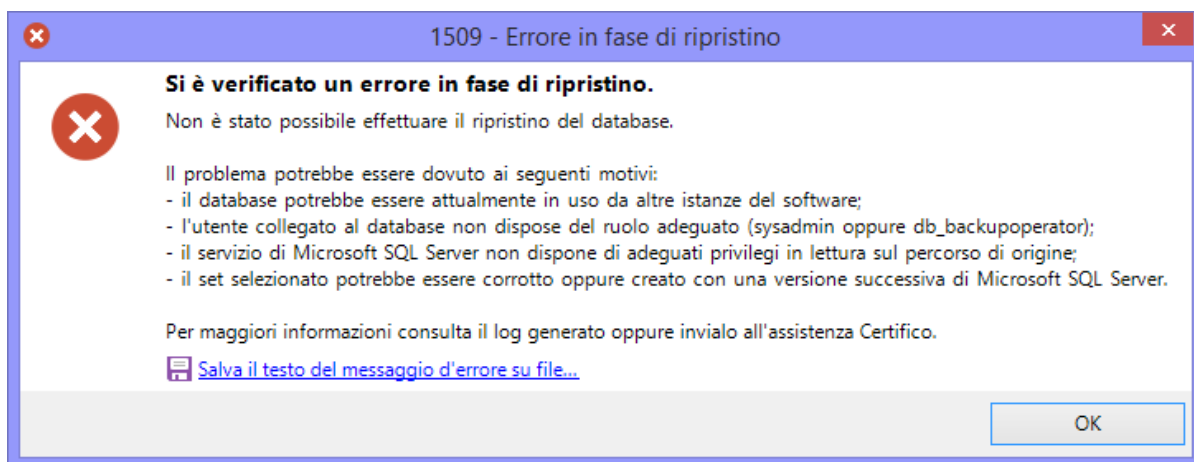 1509 - Errore in fase di ripristino
Si è verificato un errore in fase di ripristino.
Non è stato possibile effettuare il ripristino del database.
Il problema potrebbe essere dovuto ai seguenti motivi:
- il database potrebbe essere attualmente in uso da altre istanze del software;
- l'utente collegato al database non dispose del ruolo adeguato (sysadmin oppure db_backupoperator);
- il servizio di Microsoft SQL Server non dispone di adeguati privilegi in lettura sul percorso di origine;
- il set selezionato potrebbe essere corrotto oppure creato con una versione successiva di Microsoft SQL Server.
Per maggiori informazioni consulta il log generato oppure invialo all'assistenza Certifico.
Salva il testo del messaggio d'errore su file...
OK